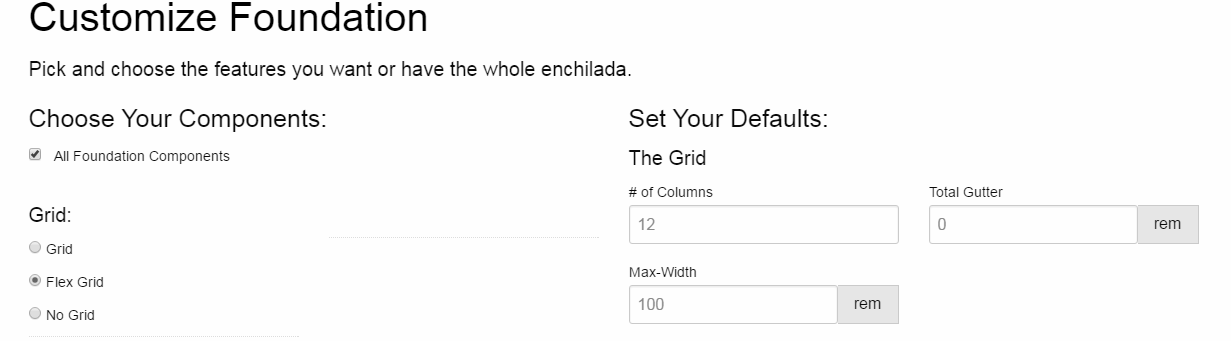 Customize Foundation
Pick and choose the features you want or have the whole enchilada.
Choose Your Components:
All Foundation Components
Grid:
Grid
Flex Grid
No Grid
Set Your Defaults:
The Grid
# of Columns
12
Total Gutter
0 rem
Max-Width
100 rem